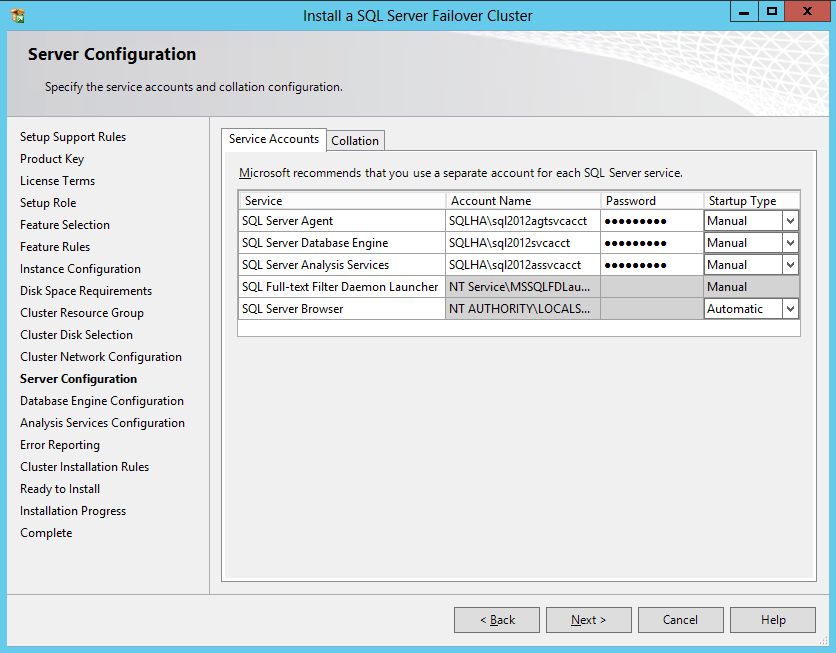 Install a SQL Server Failover Cluster
Server Configuration
Specify the service accounts and collation configuration.
Setup Support Rules
Product Key
License Terms
Setup Role
Feature Selection
Feature Rules
Instance Configuration
Disk Space Requirements
Cluster Resource Group
Cluster Disk Selection
Cluster Network Configuration
Server Configuration
Database Engine Configuration
Analysis Services Configuration
Error Reporting
Cluster Installation Rules
Ready to Install
Installation Progress
Complete
Service Accounts Collation
Microsoft recommends that you use a separate account for each SQL Server service.
Service Account Name Password Startup Type
SQL Server Agent SQLHA\sql2012agtsvcacct ●●●●●●●●● Manual
SQL Server Database Engine SQLHA\sql2012svcacct ●●●●●●●●● Manual
SQL Server Analysis Services SQLHA\sql2012assvcacct ●●●●●●●●● Manual
SQL Full-text Filter Daemon Launcher NT Service\MSSQLFDLau... Manual
SQL Server Browser NT AUTHORITY\LOCALS... Automatic
< Back Next > Cancel Help